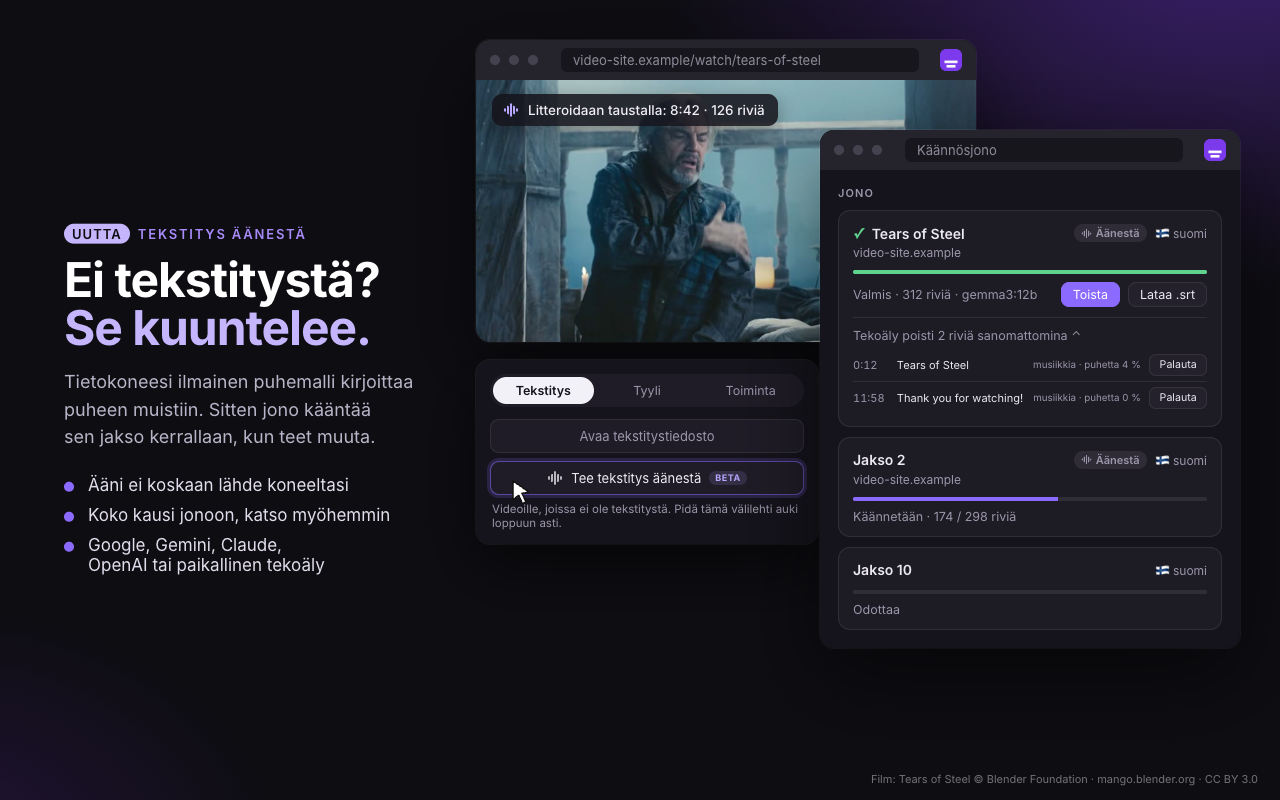 UUTTA TEKSTITYS ÄÄNESTÄ
Ei tekstitystä?
Se kuuntelee.
Tietokoneesi ilmainen puhemalli kirjoittaa
puheen muistiin. Sitten jono kääntää
sen jakso kerrallaan, kun teet muuta.
Ääni ei koskaan lähde koneeltasi
Koko kausi jonoon, katso myöhemmin
Google, Gemini, Claude,
OpenAI tai paikallinen tekoäly
video-site.example/watch/tears-of-steel
Litteroidaan taustalla: 8:42 · 126 riviä
Tekstitys Tyyli Toiminta
Avaa tekstitystiedosto
Tee tekstitys äänestä BETA
Videoille, joissa ei ole tekstitystä. Pidä tämä välilehti auki
loppuun asti.
Käännösjono
JONO
✓ Tears of Steel Äänestä suomi
video-site.example
Valmis · 312 riviä · gemma3:12b Toista Lataa .srt
Tekoäly poisti 2 riviä sanomattomina ^
0:12 Tears of Steel musiikkia · puhetta 4 % Palauta
11:58 Thank you for watching! musiikkia · puhetta 0 % Palauta
Jakso 2 Äänestä suomi
video-site.example
Käännetään · 174 / 298 riviä
Jakso 10 suomi
Odottaa
Film: Tears of Steel © Blender Foundation · mango.blender.org · CC BY 3.0